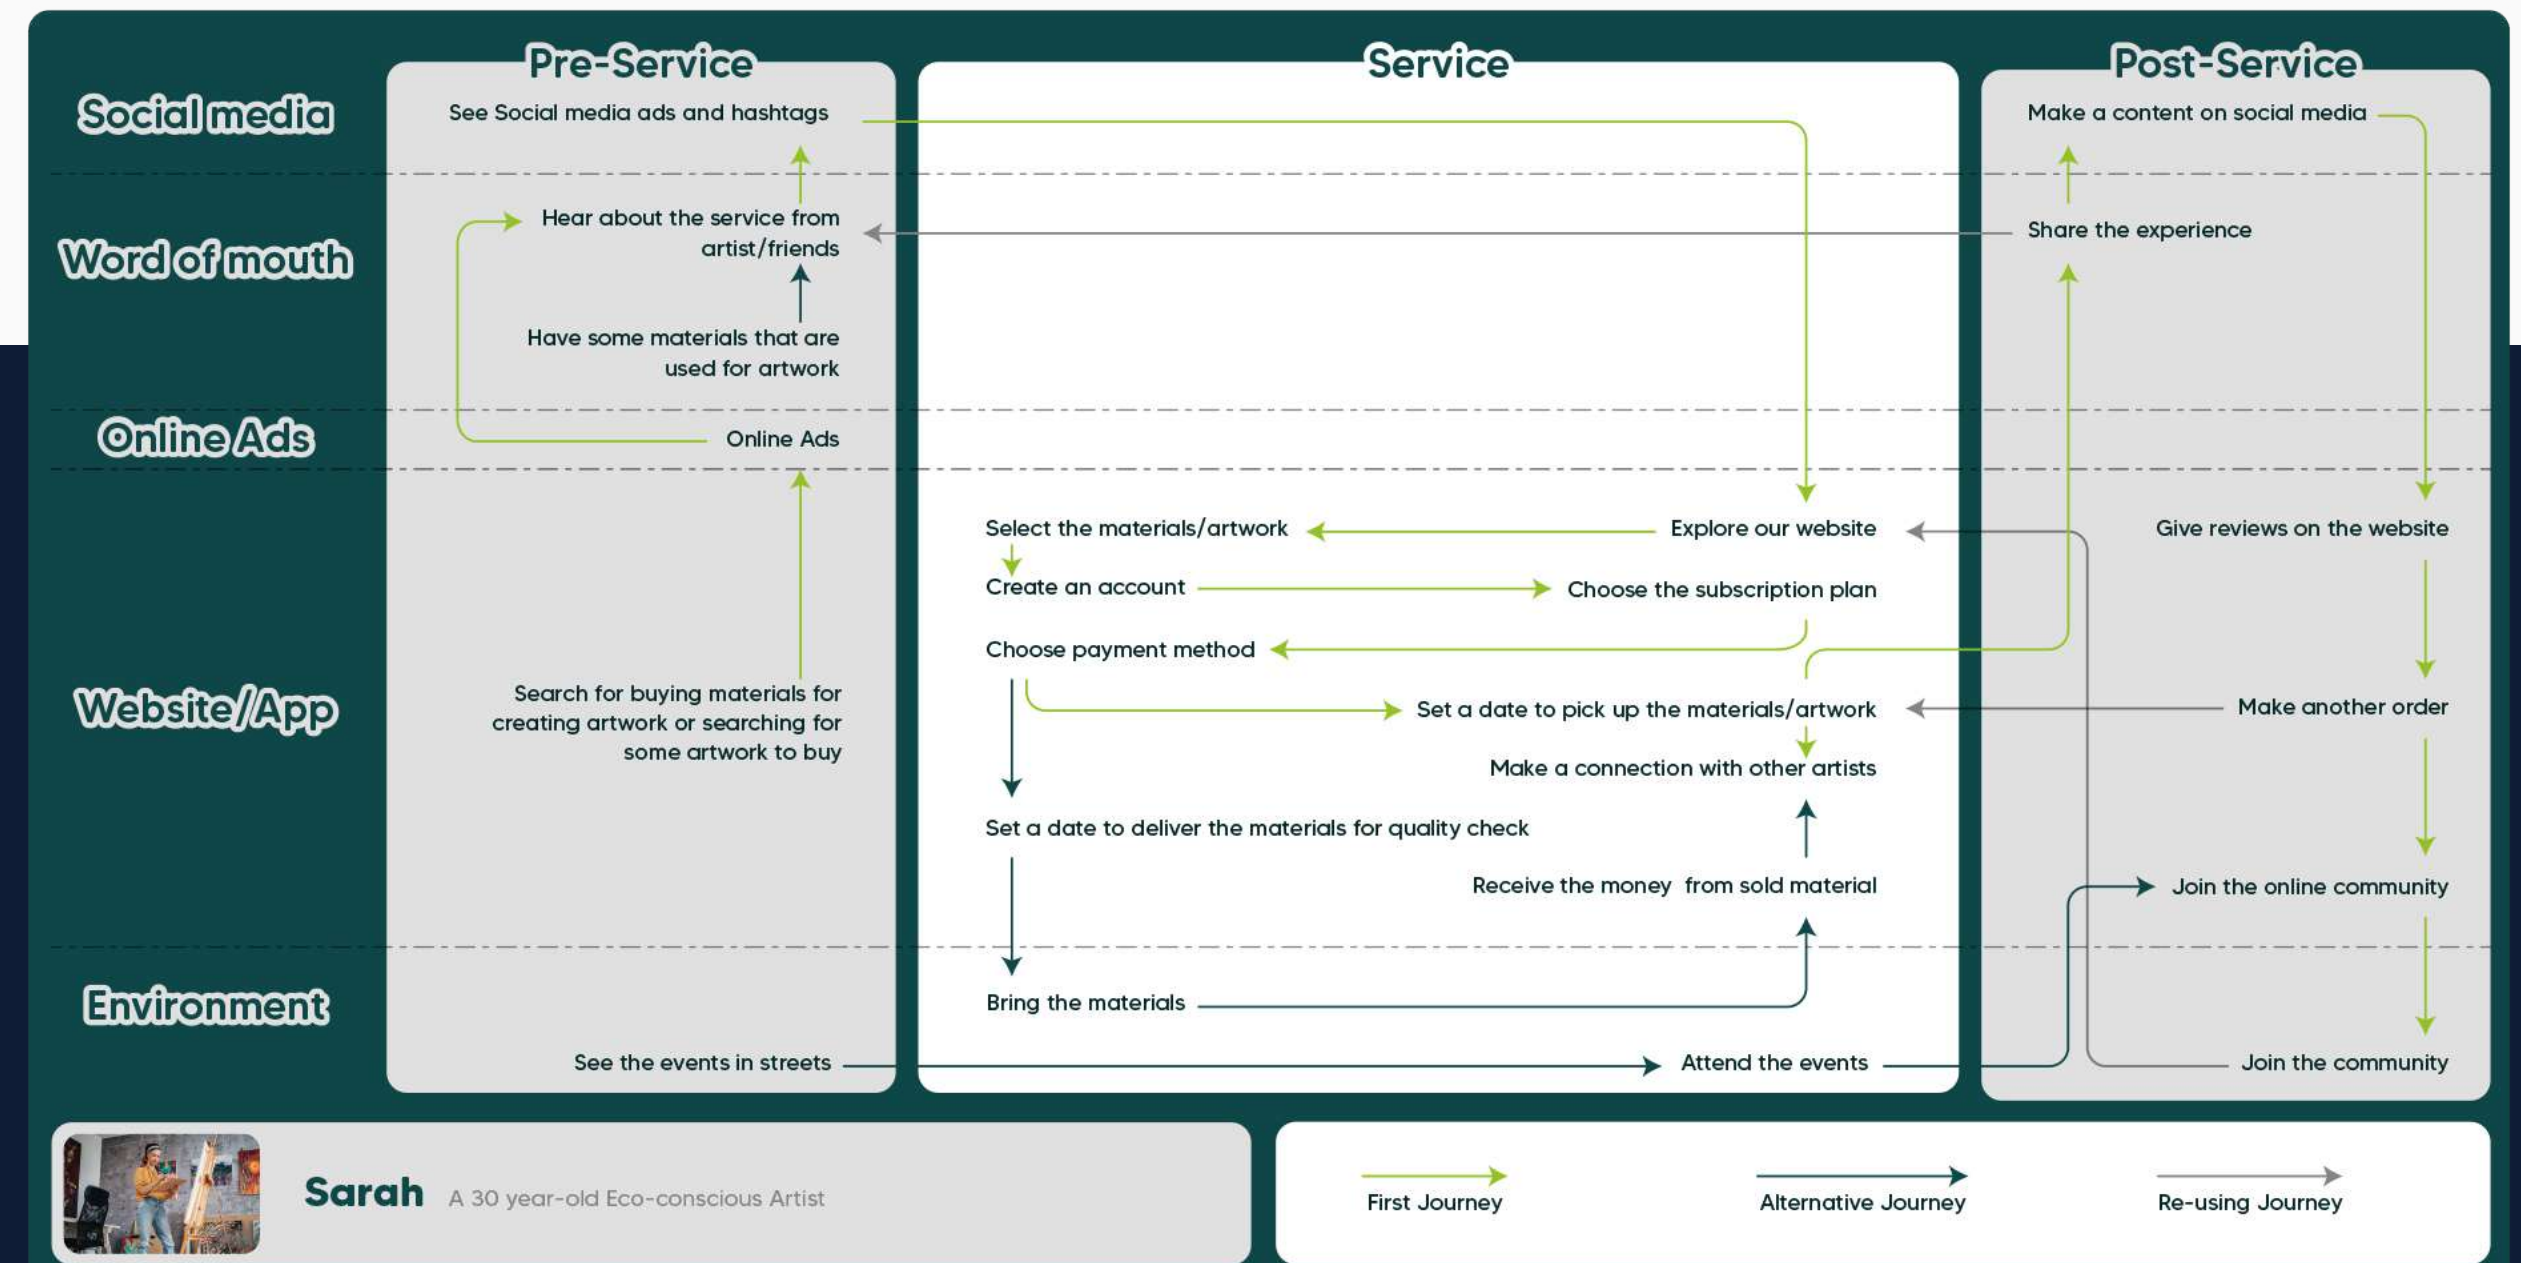 Pre-Service
Service
Post-Service
Social media
See Social media ads and hashtags
Make a content on social media
Word of mouth
Hear about the service from
artist/friends
Share the experience
Have some materials that are
used for artwork
Online Ads
Online Ads
Website/App
Search for buying materials for
creating artwork or searching for
some artwork to buy
Select the materials/artwork
Explore our website
Give reviews on the website
Create an account
Choose the subscription plan
Choose payment method
Set a date to pick up the materials/artwork
Make another order
Make a connection with other artists
Set a date to deliver the materials for quality check
Receive the money from sold material
Join the online community
Environment
Bring the materials
See the events in streets
Attend the events
Join the community
Sarah A 30 year-old Eco-conscious Artist
First Journey
Alternative Journey
Re-using Journey